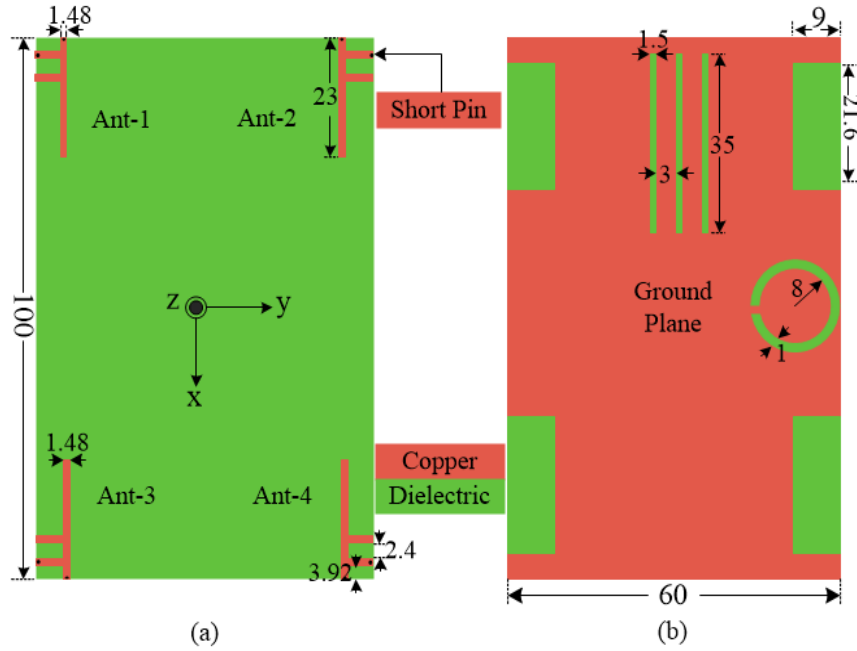 1.48
9
1.5
23
Short Pin
Ant-1
Ant-2
21.6
35
3
z
y
x
100
Ground
Plane
8
1
1.48
Copper
Dielectric
Ant-3
Ant-4
2.4
3.92
60
(a)
(b)